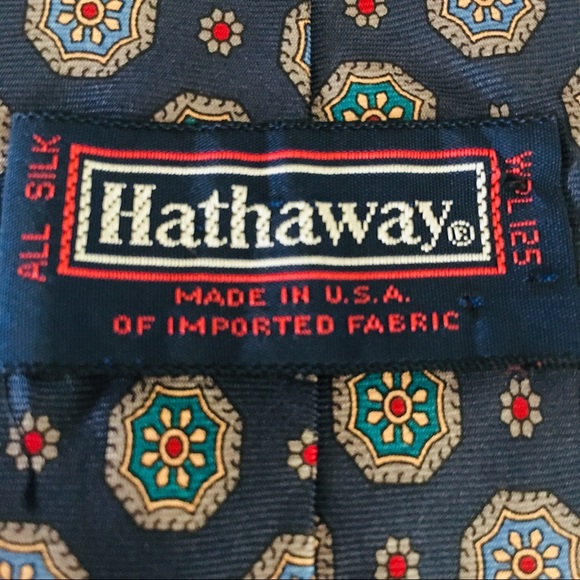 ALL SILK
Hathaway®
WPL 125
MADE IN U.S.A.
OF IMPORTED FABRIC